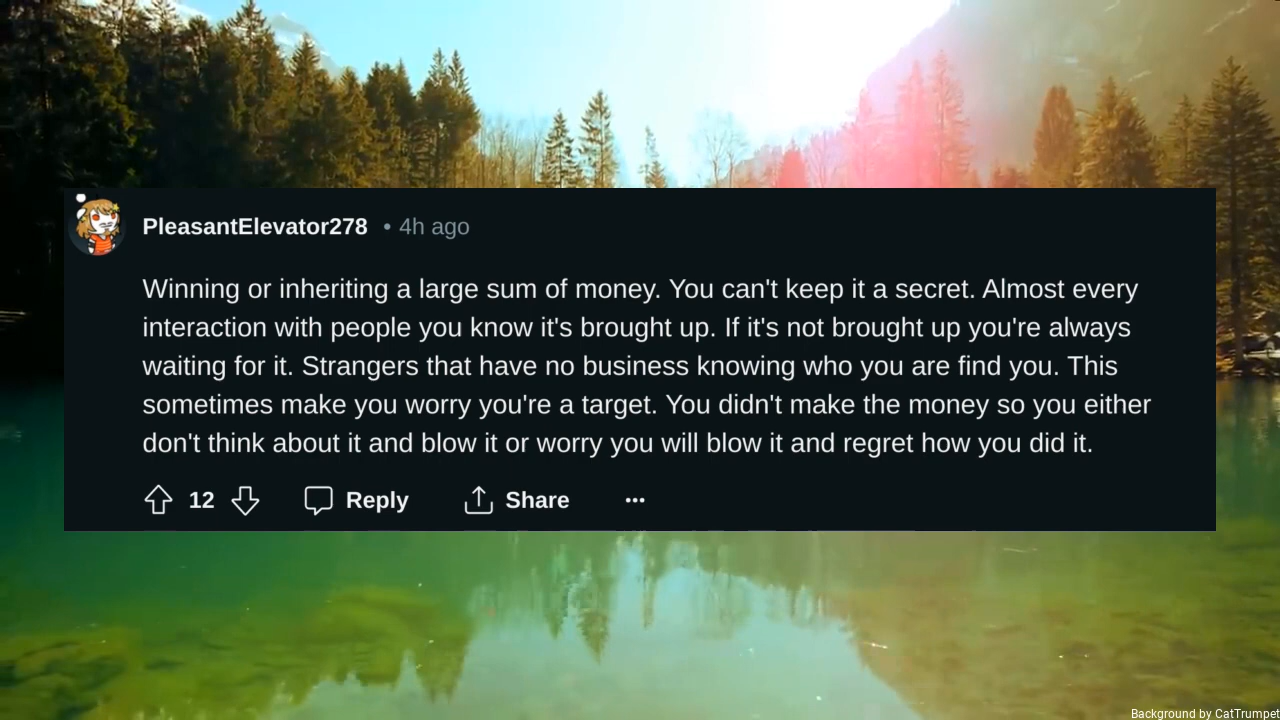 PleasantElevator278 • 4h ago
Winning or inheriting a large sum of money. You can't keep it a secret. Almost every
interaction with people you know it's brought up. If it's not brought up you're always
waiting for it. Strangers that have no business knowing who you are find you. This
sometimes make you worry you're a target. You didn't make the money so you either
don't think about it and blow it or worry you will blow it and regret how you did it.
12 Reply Share
Background by CatTrumpet